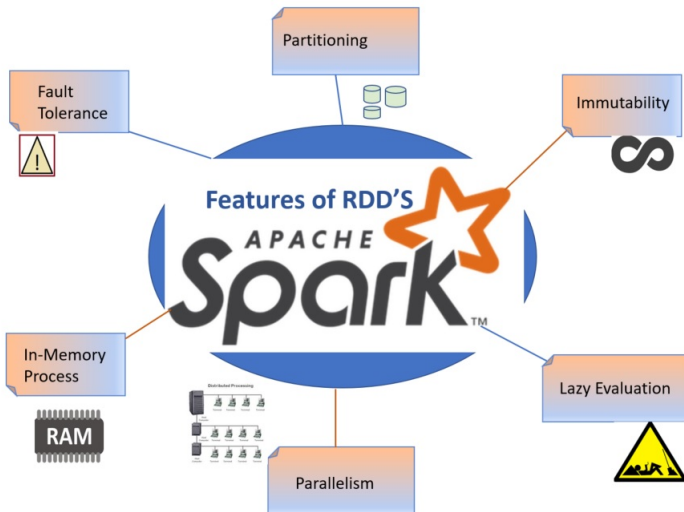 Partitioning
Fault
Tolerance
Immutability
!
Features of RDD'S
APACHE
Spark
TM
In-Memory
Process
RAM
Distributed Processing
Lazy Evaluation
Parallelism